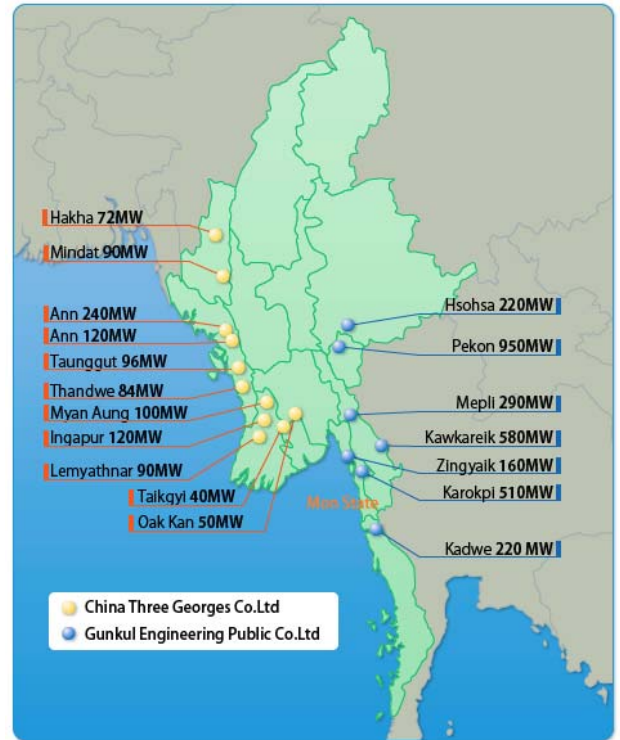 Hakha 72MW
Mindat 90MW
Ann 240MW
Ann 120MW
Taunggut 96MW
Thandwe 84MW
Myan Aung 100MW
Ingapur 120MW
Lemyathnar 90MW
Taikgyi 40MW
Oak Kan 50MW
Hsohsa 220MW
Pekon 950MW
Mepli 290MW
Kawkareik 580MW
Zingyaik 160MW
Karokpi 510MW
Mon State
Kadwe 220 MW
China Three Georges Co.Ltd
Gunkul Engineering Public Co.Ltd